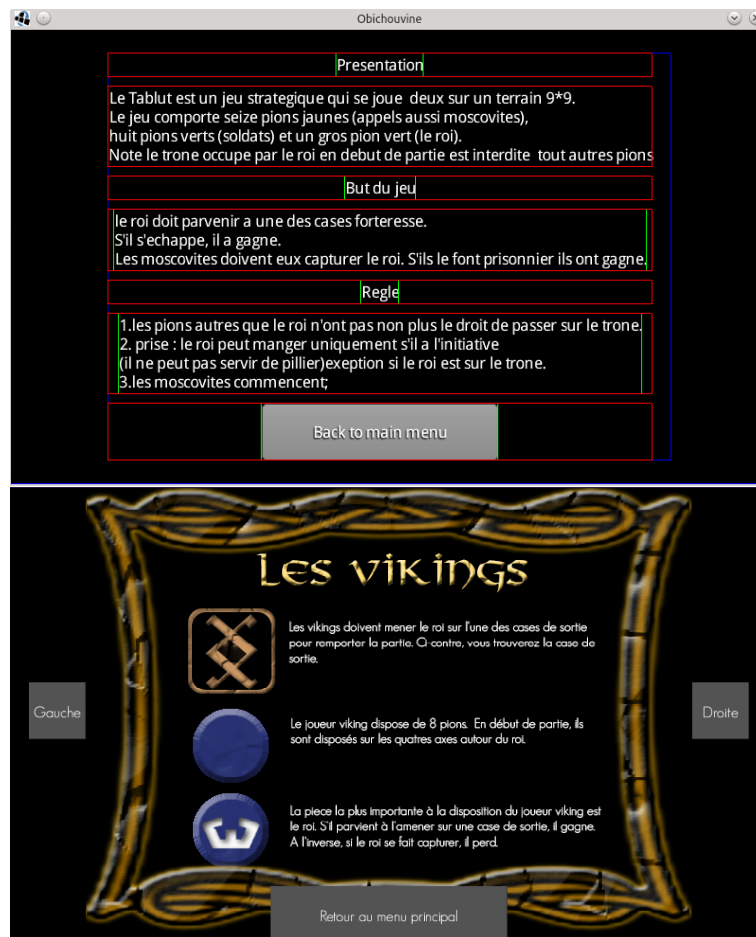 Obichouvine
Presentation
Le Tablut est un jeu strategique qui se joue  deux sur un terrain 9*9.
Le jeu comporte seize pions jaunes (appels aussi moscovites),
huit pions verts (soldats) et un gros pion vert (le roi).
Note le trone occupe par le roi en debut de partie est interdite  tout autres pions
But du jeu
le roi doit parvenir a une des cases forteresse.
S'il s'echappe, il a gagne.
Les moscovites doivent eux capturer le roi. S'ils le font prisonnier ils ont gagne.
Regle
1.les pions autres que le roi n'ont pas non plus le droit de passer sur le trone.
2. prise : le roi peut manger uniquement s'il a l'initiative
(il ne peut pas servir de pillier)exeption si le roi est sur le trone.
3.les moscovites commencent;
Back to main menu
Les vikings
Les vikings doivent mener le roi sur l'une des cases de sortie
pour remporter la partie. Ci-contre, vous trouverez la case de
sortie.
Gauche
Droite
Le joueur viking dispose de 8 pions.  En début de partie, ils
sont disposés sur les quatres axes autour du roi.
La piece la plus importante à la disposition du joueur viking est
le roi. S'il parvient à l'amener sur une case de sortie, il gagne.
A l'inverse, si le roi se fait capturer, il perd.
Retour au menu principal